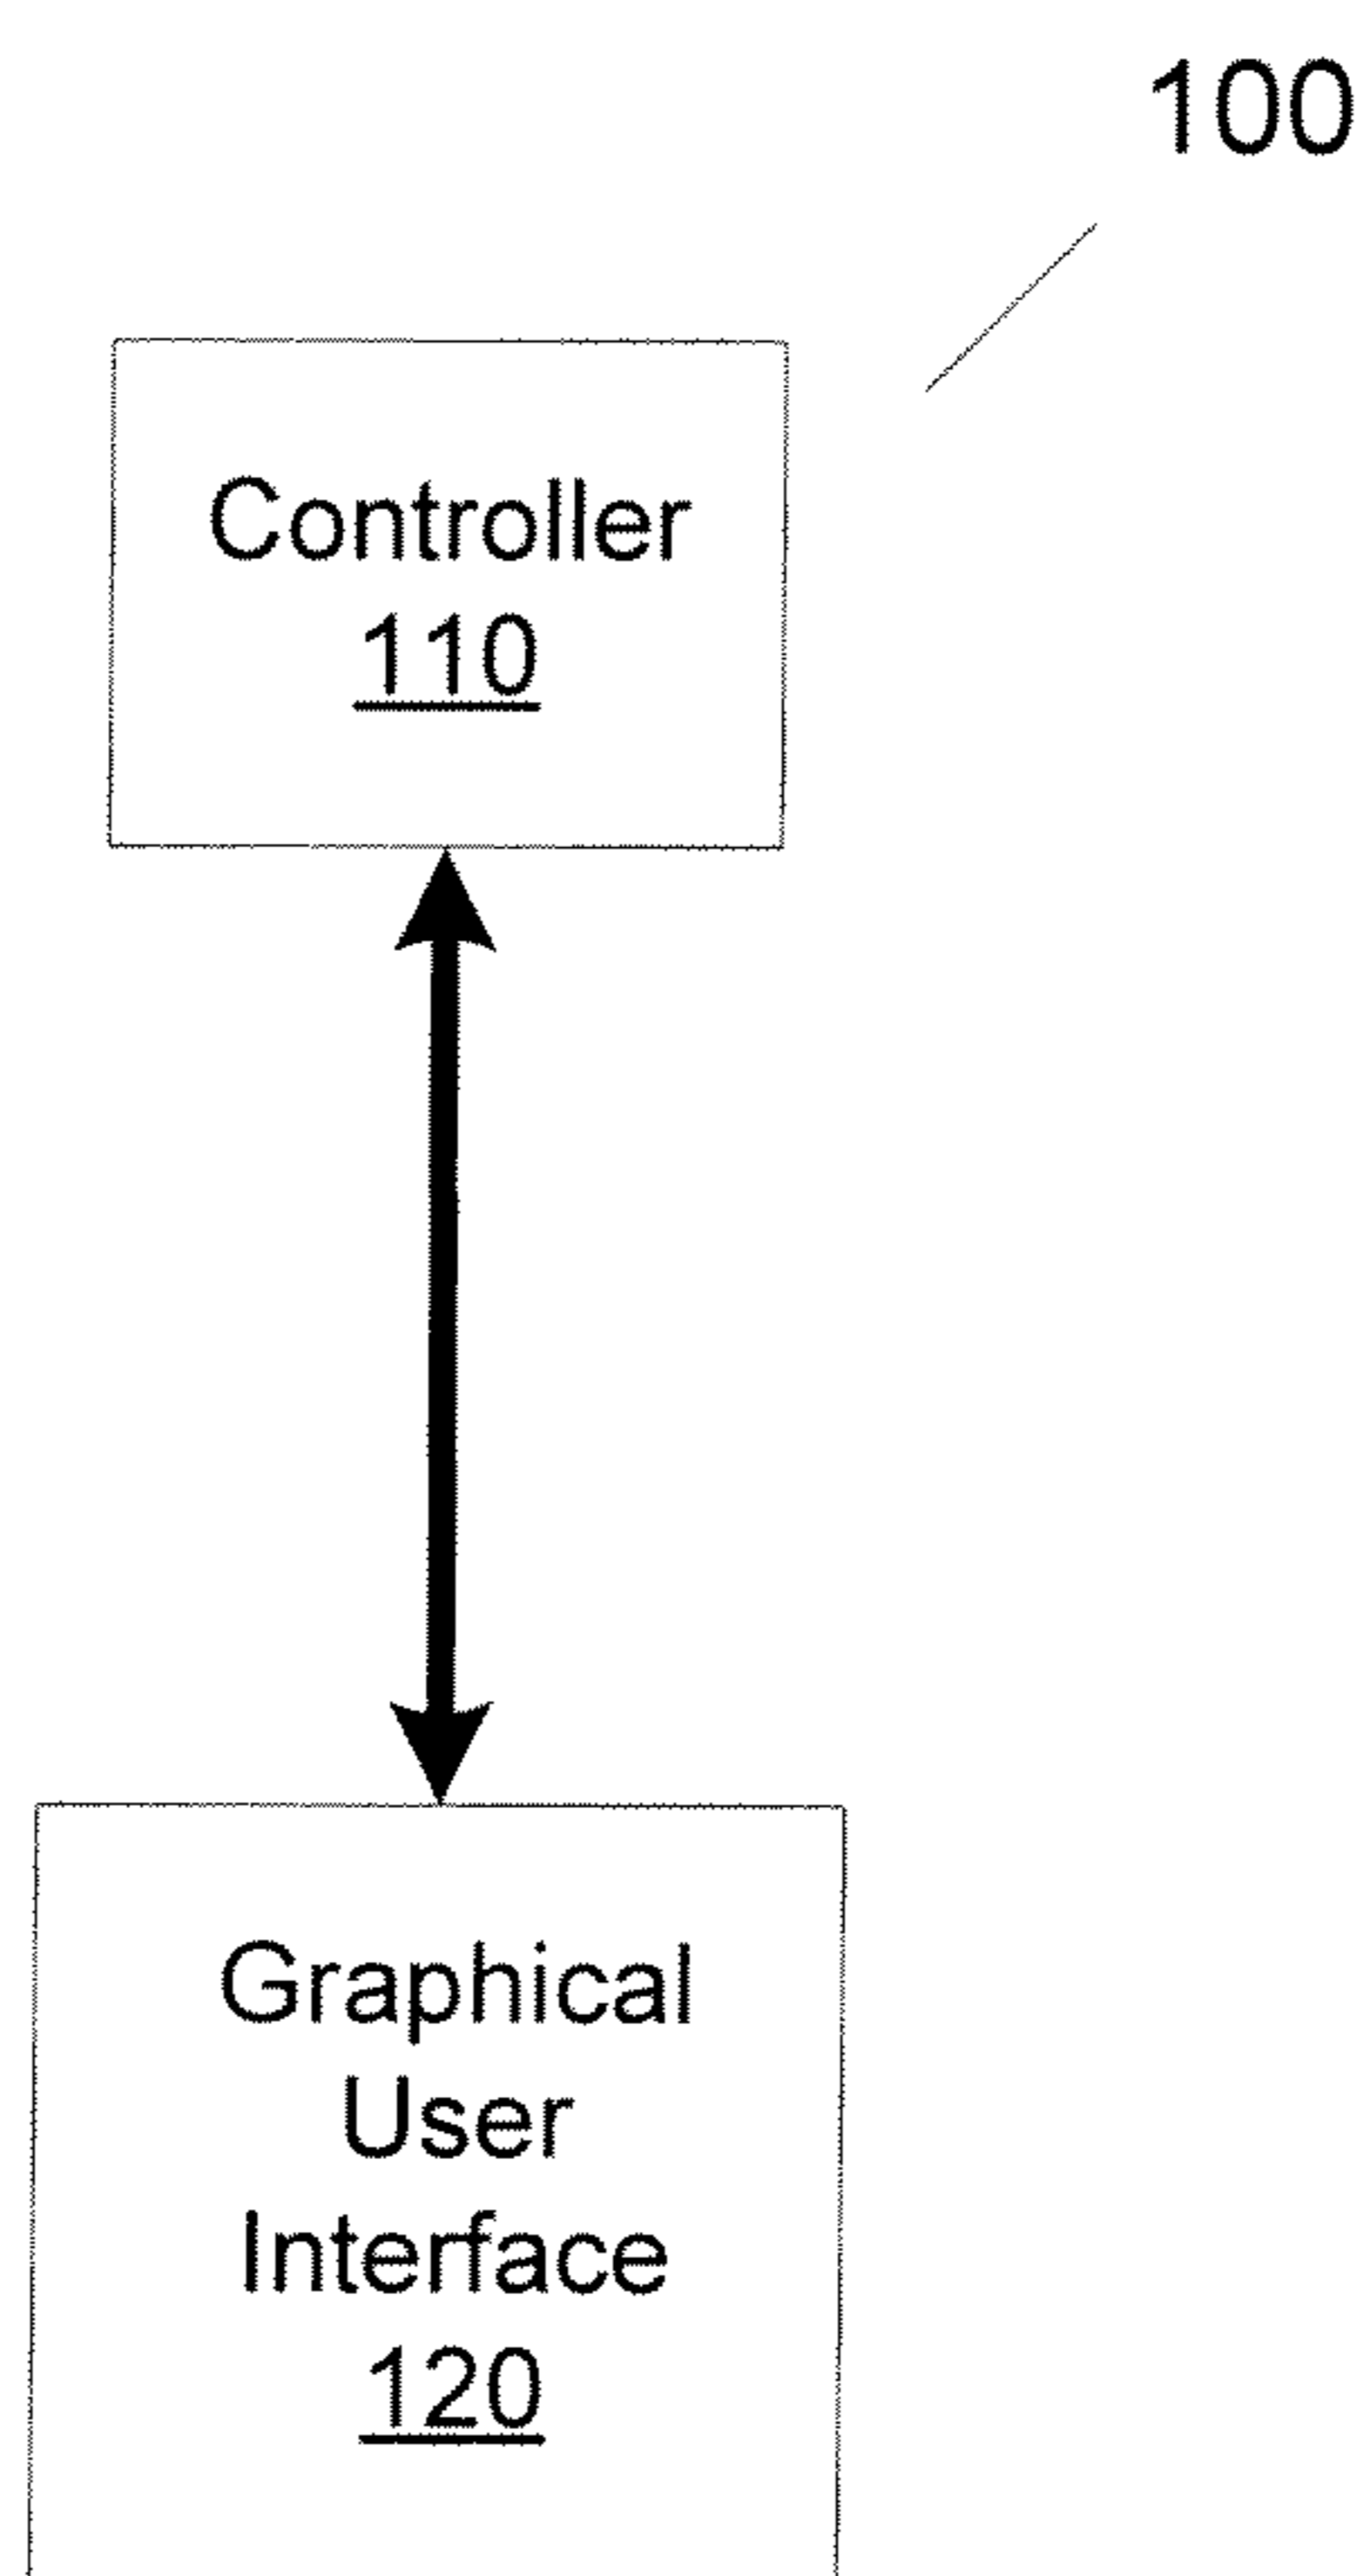 100
Controller
110
Graphical
User
Interface
120